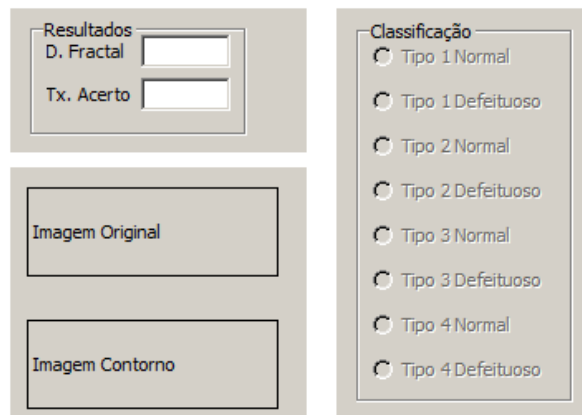 Resultados
D. Fractal
Tx. Acerto
Imagem Original
Imagem Contorno
Classificação
Tipo 1 Normal
Tipo 1 Defeituoso
Tipo 2 Normal
Tipo 2 Defeituoso
Tipo 3 Normal
Tipo 3 Defeituoso
Tipo 4 Normal
Tipo 4 Defeituoso